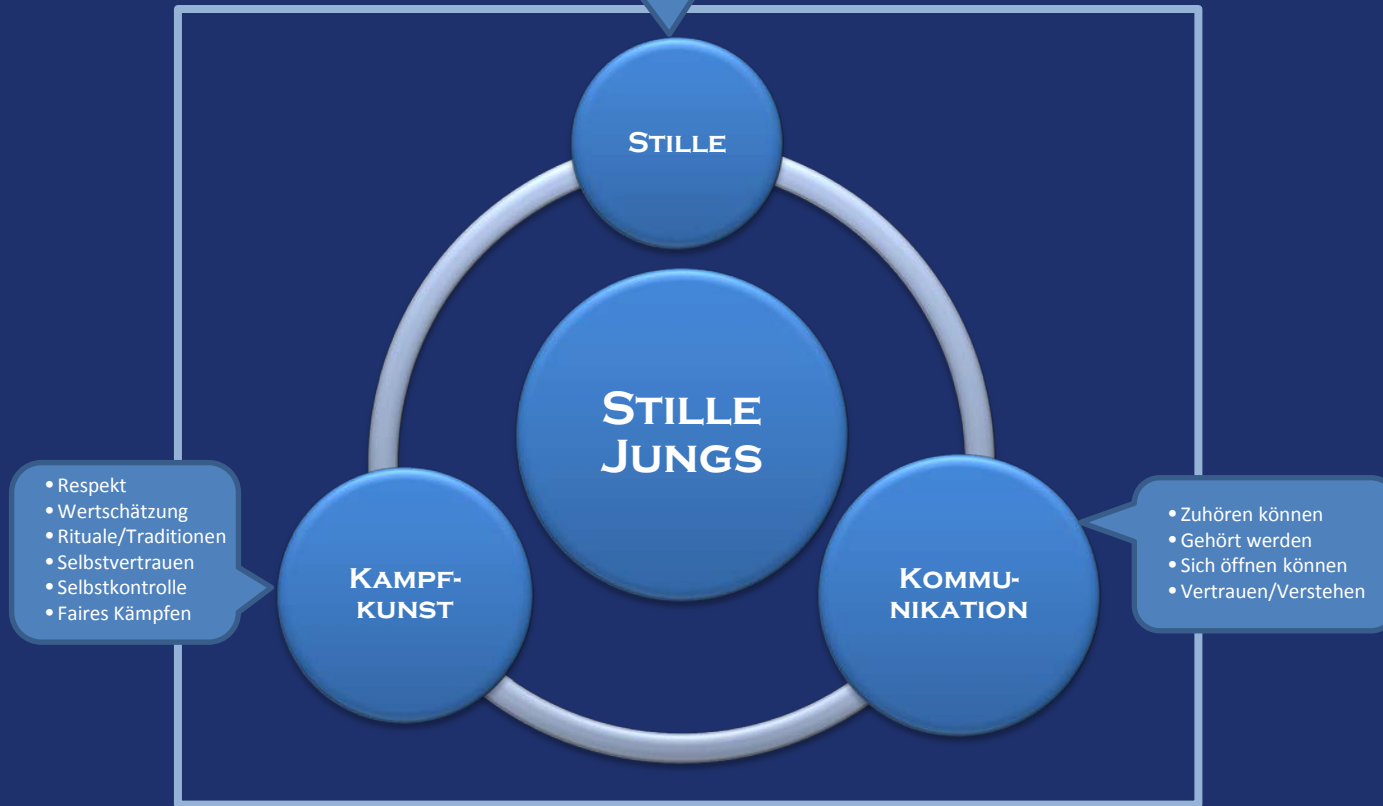 STILLE
STILLE
JUNGS
• Respekt
• Wertschätzung
• Rituale/Traditionen
• Selbstvertrauen
• Selbstkontrolle
• Faires Kämpfen
KAMPF-
KUNST
KOMMU-
NIKATION
• Zuhören können
• Gehört werden
• Sich öffnen können
• Vertrauen/Verstehen